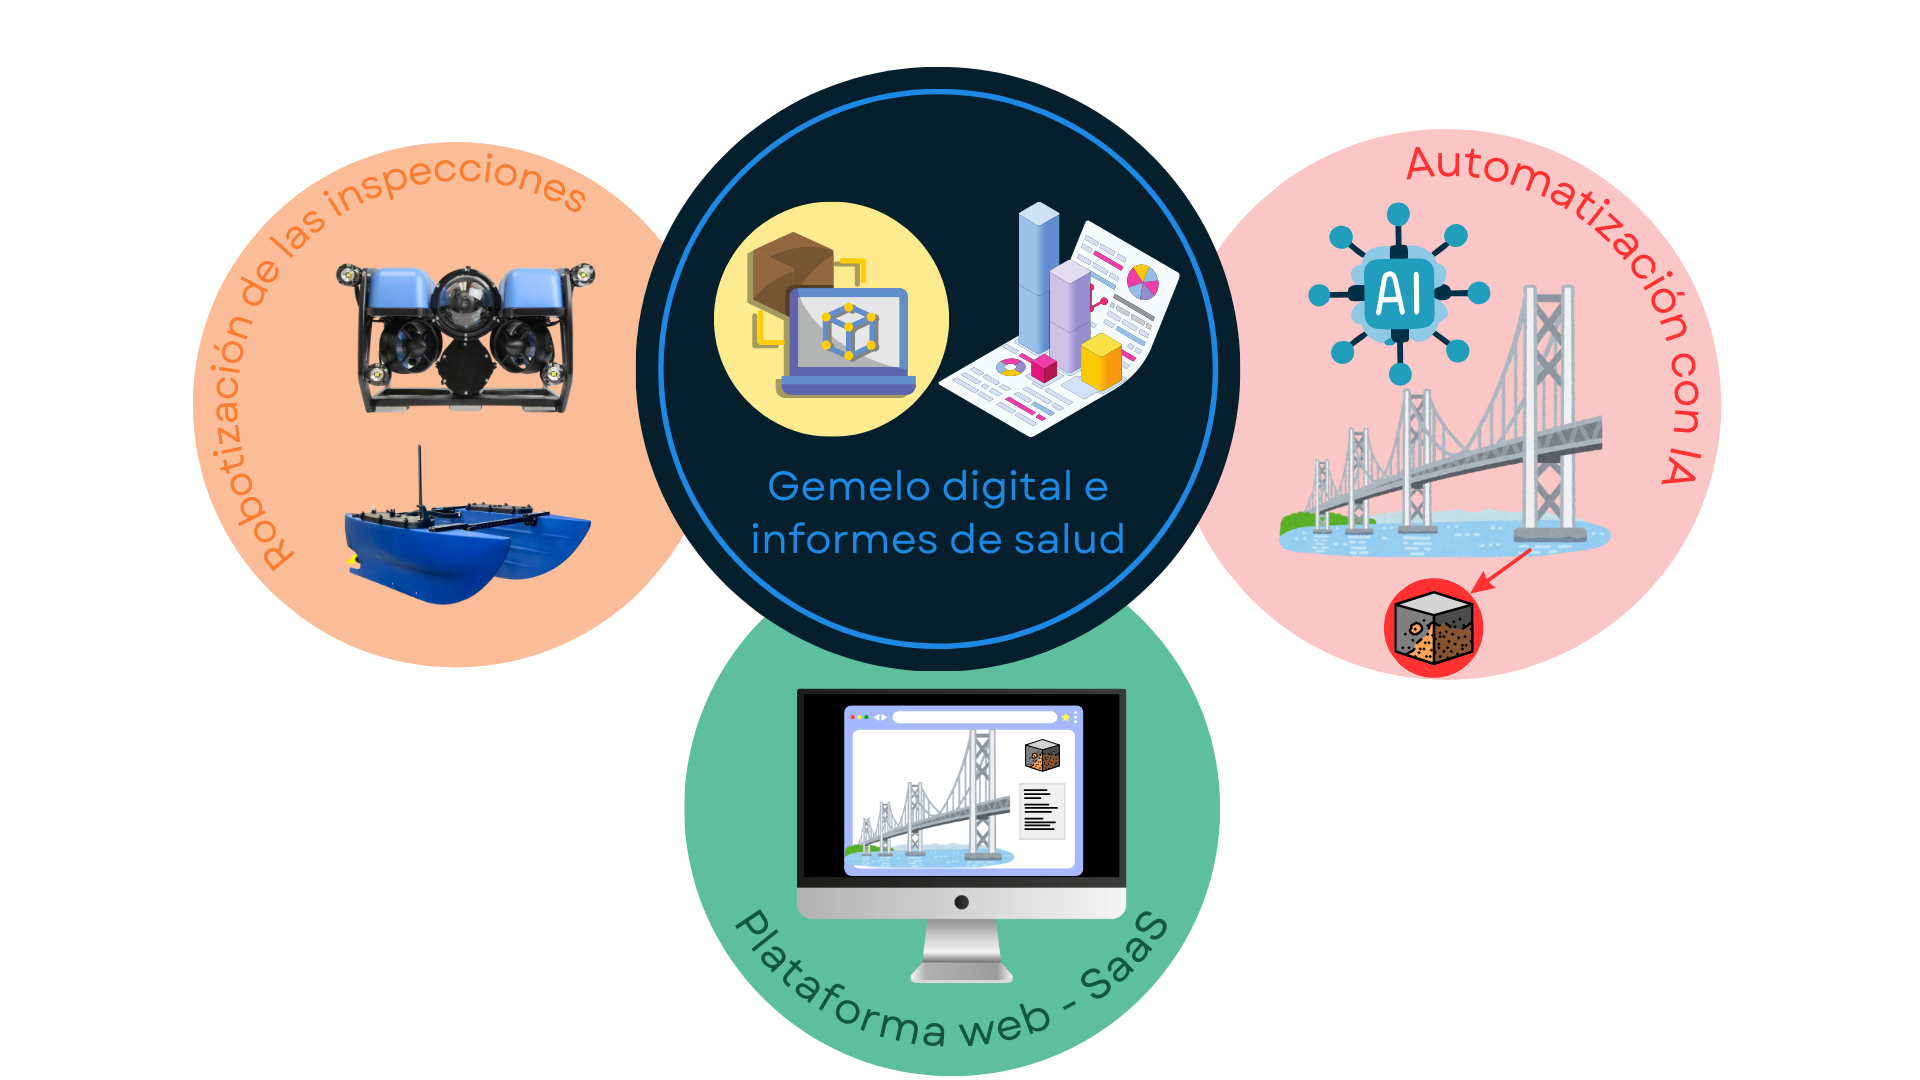 Robotización de las inspecciones
Gemelo digital e
informes de salud
Automatización con IA
AI
Plataforma web - SaaS